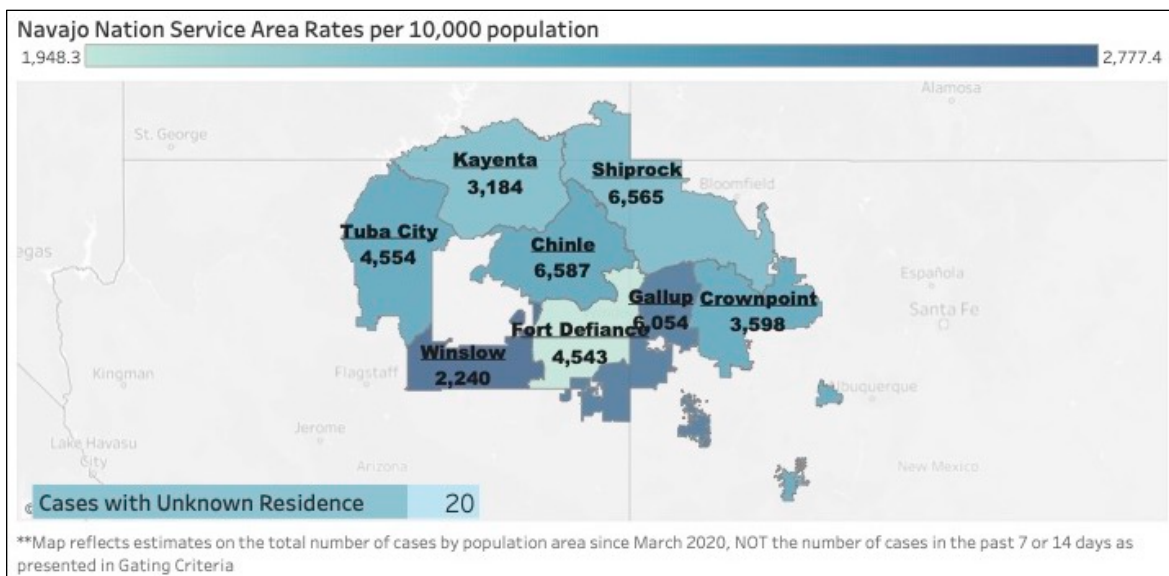 Navajo Nation Service Area Rates per 10,000 population
1,948.3
2,777.4
Alamosa
St. George
Kayenta
3,184
Shiprock
6,565
Bloomfield
Tuba City
4,554
Chinle
6,587
egas
Española
Gallup
6,054
Crownpoint
3,598
Santa Fe
Fort Defiance
4,543
Winslow
2,240
Kingman
Flagstaff
Albuquerque
Jerome
Lake Havasu
City
Arizona
New Mexico
Cases with Unknown Residence 20
©
**Map reflects estimates on the total number of cases by population area since March 2020, NOT the number of cases in the past 7 or 14 days as
presented in Gating Criteria